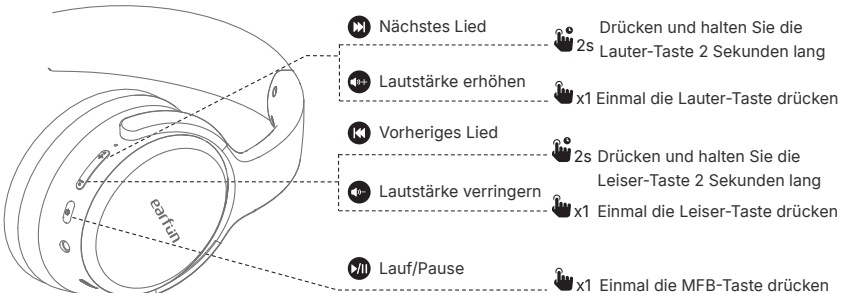 Nächstes Lied
2s Drücken und halten Sie die
Lauter-Taste 2 Sekunden lang
Lautstärke erhöhen
x1 Einmal die Lauter-Taste drücken
Vorheriges Lied
2s Drücken und halten Sie die
Leiser-Taste 2 Sekunden lang
Lautstärke verringern
x1 Einmal die Leiser-Taste drücken
earfun
Lauf/Pause
x1 Einmal die MFB-Taste drücken